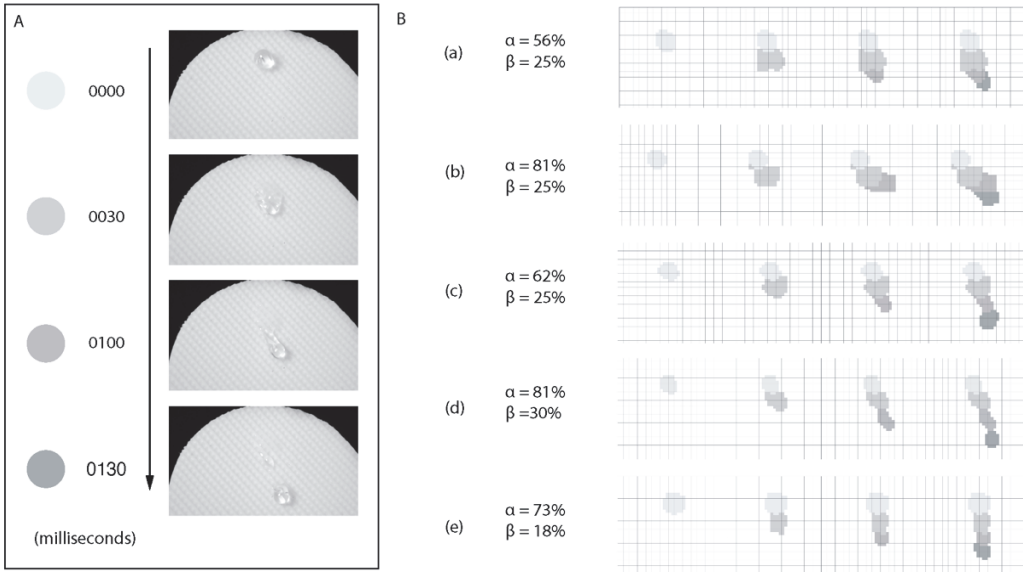 A
0000
0030
0100
0130
(milliseconds)
B
(a)
α = 56%
β = 25%
(b)
α = 81%
β = 25%
(c)
α = 62%
β = 25%
(d)
α = 81%
β =30%
(e)
α = 73%
β = 18%